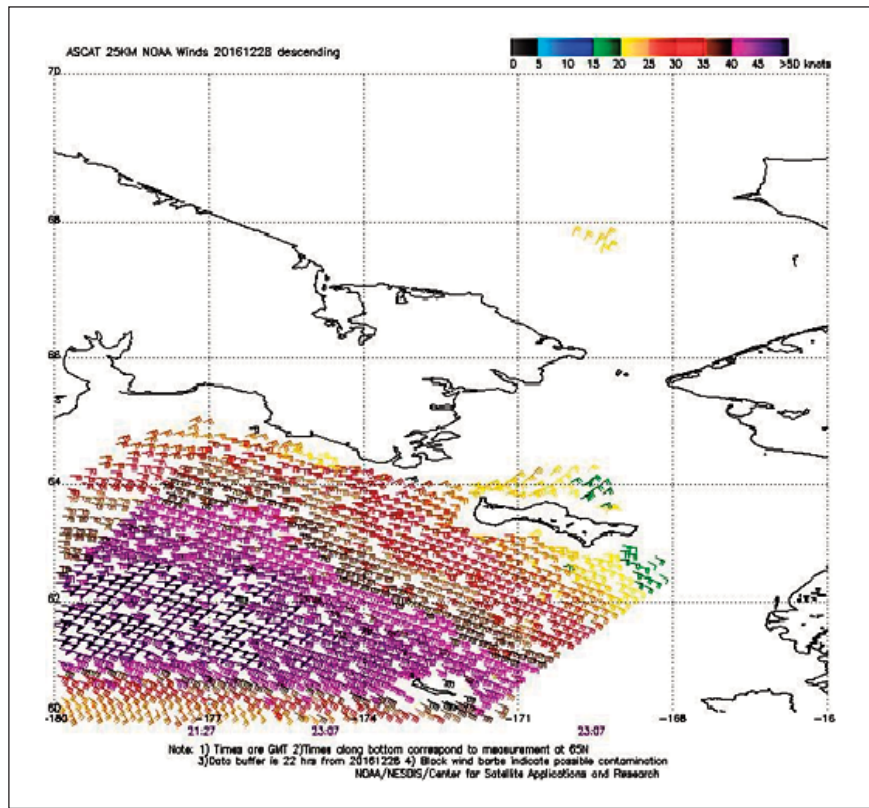 ASCAT 25KM NOAA Winds 20161228 descending
0 5 10 15 20 25 30 35 40 45 >50 knots
70
68
66
64
62
60
-180 -177 -174 -171 -168 -16
21:27 23:07 23:07
Note: 1) Times are GMT 2)Times along bottom correspond to measurement at 65N
3)Data buffer is 22 hrs from 20161228 4) Black wind barbs indicate possible contamination
NOAA/NESDIS/Center for Satellite Applications and Research